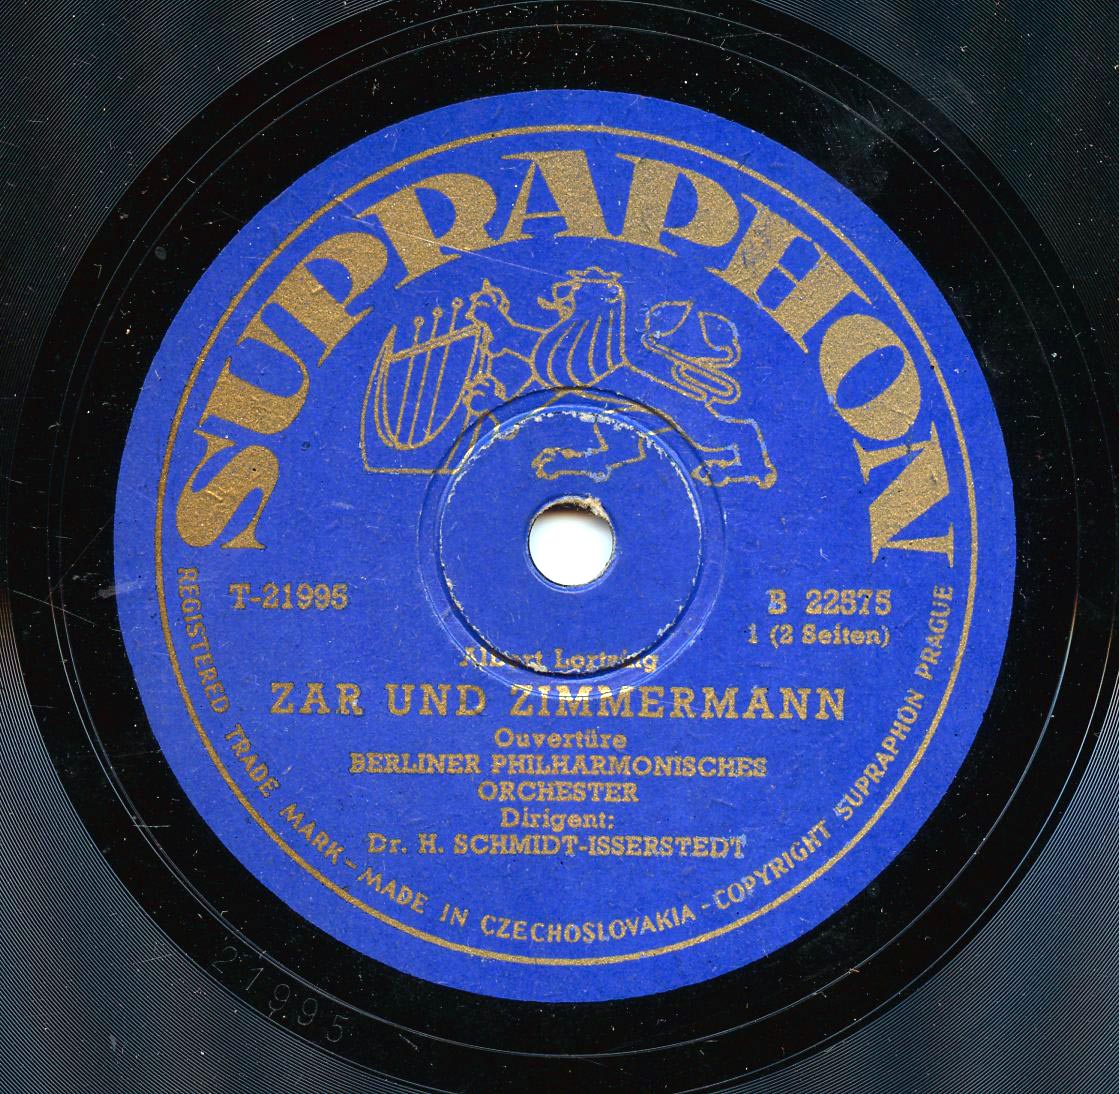 SUPRAPHON
T-21995
B 22575
1 (2 Seiten)
Albert Lortzing
ZAR UND ZIMMERMANN
Ouvertüre
BERLINER PHILHARMONISCHES
ORCHESTER
Dirigent:
Dr. H. SCHMIDT-ISSERSTEDT
REGISTERED TRADE MARK - MADE IN CZECHOSLOVAKIA - COPYRIGHT SUPRAPHON PRAGUE
21995